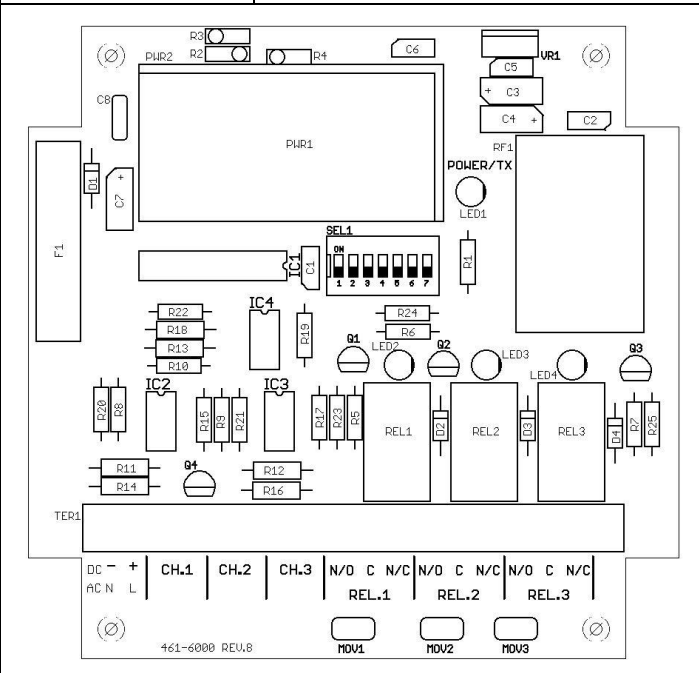 R3
R2
PWR2
R4
C6
VR1
C5
+ C3
C4 +
C2
C8
PWR1
RF1
POWER/TX
LED1
D1
+
C7
F1
SEL1
ON
1 2 3 4 5 6 7
IC1
C1
R1
R22
R18
R13
R10
IC4
R19
R24
R6
Q1
LED2
Q2
LED3
LED4
Q3
R20
R8
IC2
R15
R9
R21
IC3
R17
R23
R5
REL1
D2
REL2
D3
REL3
D4
R7
R25
R11
R14
Q4
R12
R16
TER1
DC - +
AC N L
CH.1 CH.2 CH.3
N/O C N/C N/O C N/C N/O C N/C
REL.1 REL.2 REL.3
461-6000 REV.8
MOV1 MOV2 MOV3